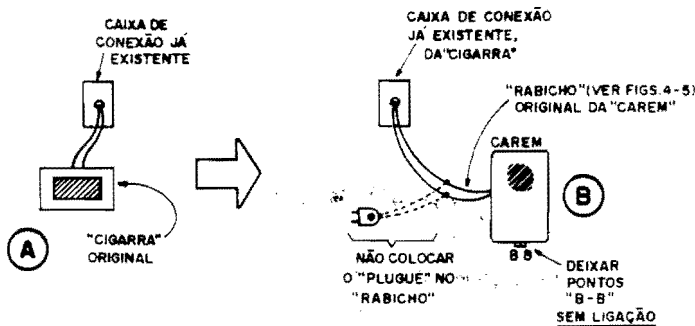 CAIXA DE
CONEXÃO JÁ
EXISTENTE
"CIGARRA"
ORIGINAL
A
CAIXA DE CONEXÃO
JÁ EXISTENTE,
DA "CIGARRA"
"RABICHO" (VER FIGS. 4-5)
ORIGINAL DA "CAREM"
CAREM
B
NÃO COLOCAR
O "PLUGUE" NO
"RABICHO"
B B
DEIXAR
PONTOS
"B-B"
SEM LIGAÇÃO